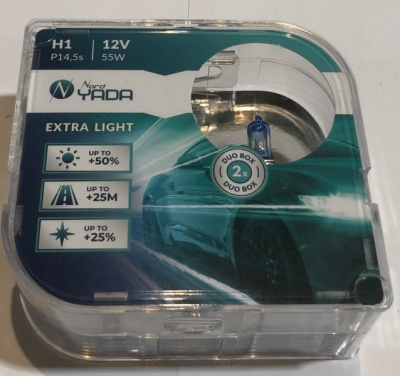 H1 12V
P14,5s 55W
Nord
YADA
EXTRA LIGHT
UP TO
+50%
UP TO
+25M
UP TO
+25%
DUO BOX
2x
DUO BOX